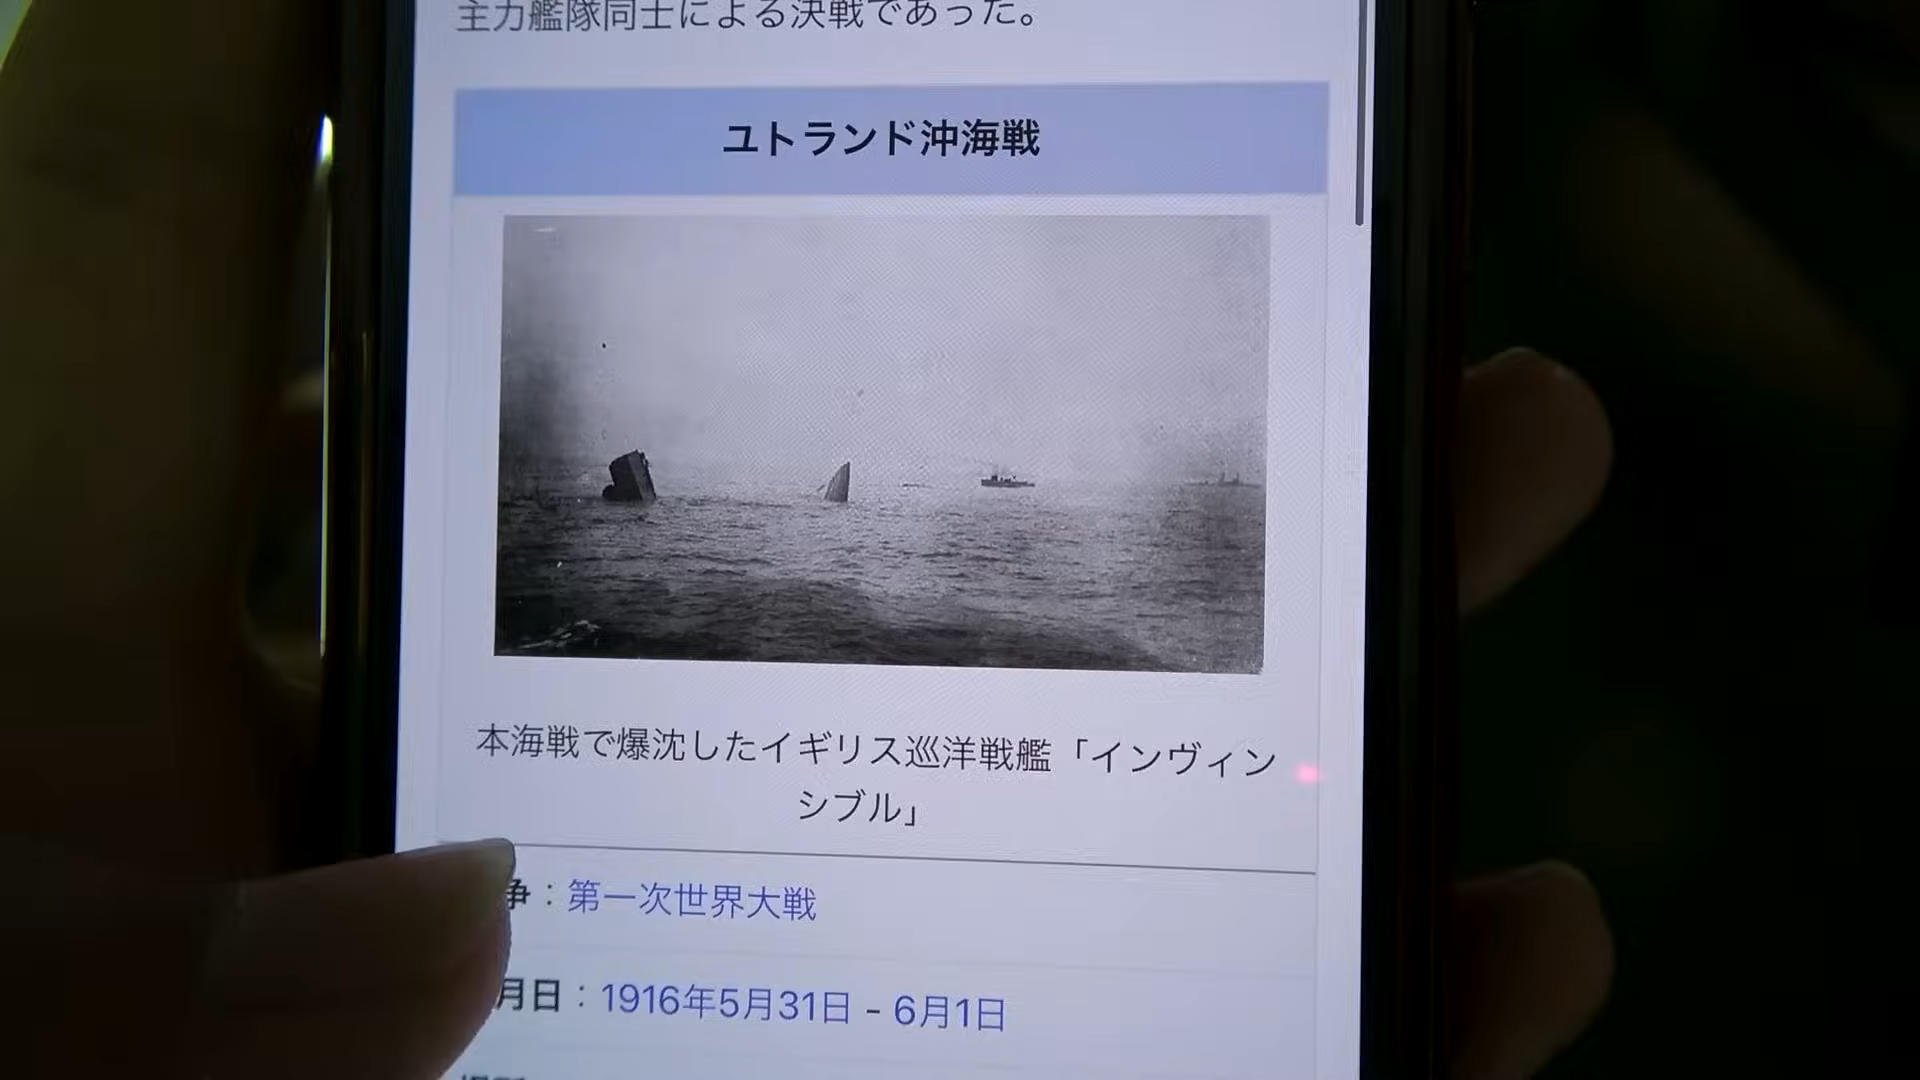 主力艦隊同士による決戦であった。
ユトランド沖海戦
本海戦で爆沈したイギリス巡洋戦艦「インヴィン
シブル」
争：第一次世界大戦
月日：1916年5月31日 - 6月1日